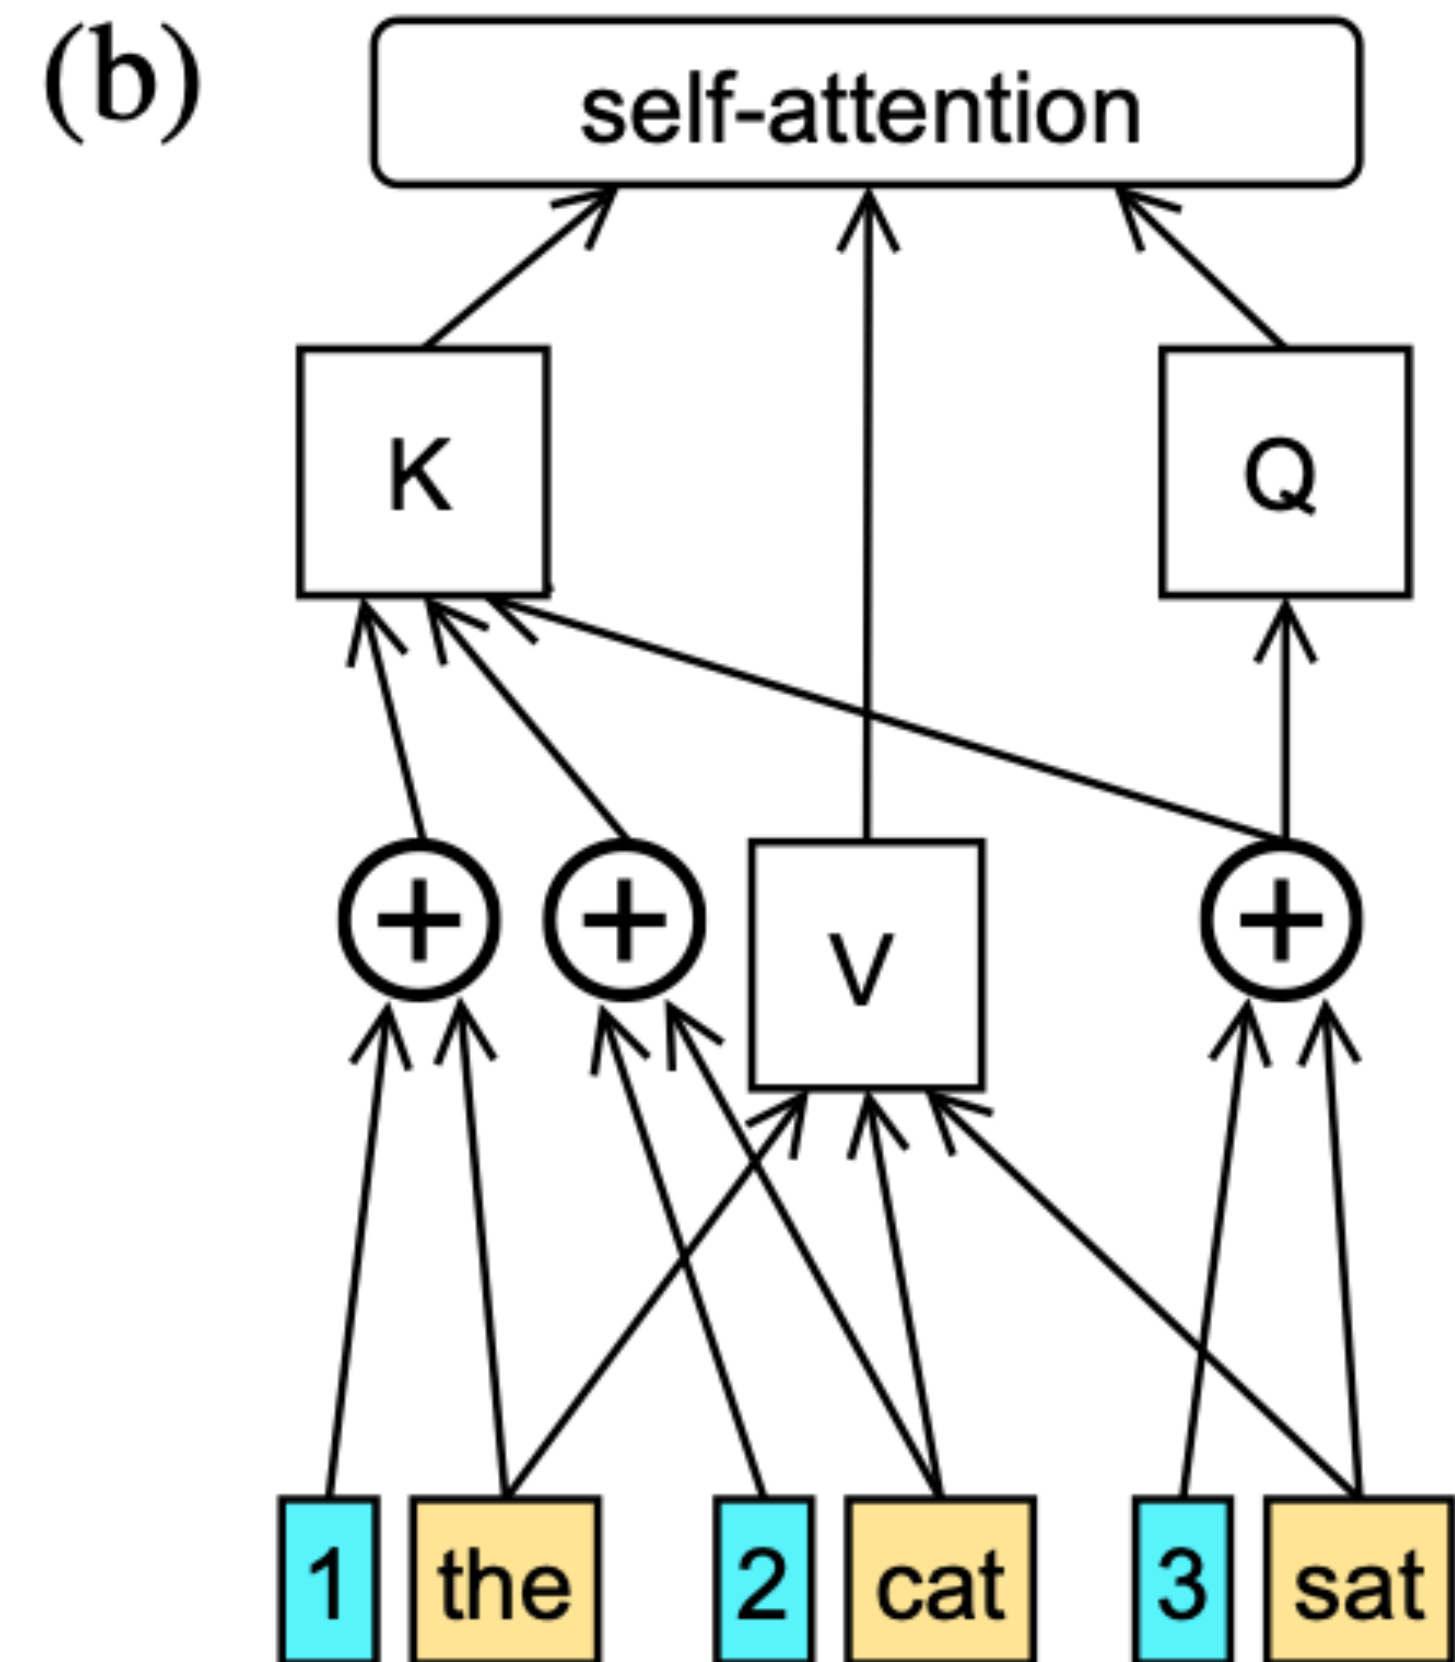 (b)
self-attention
K Q
+ + V +
1 the 2 cat 3 sat